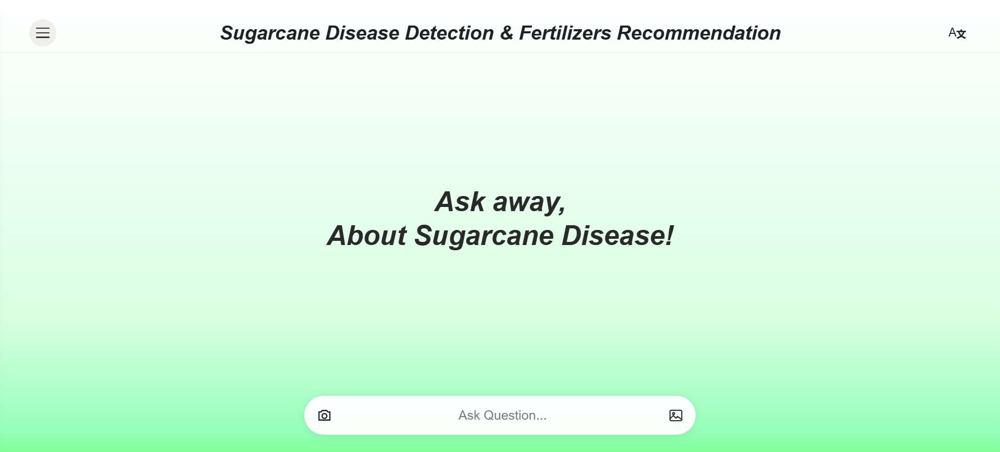 Sugarcane Disease Detection & Fertilizers Recommendation
A文
Ask away,
About Sugarcane Disease!
Ask Question...